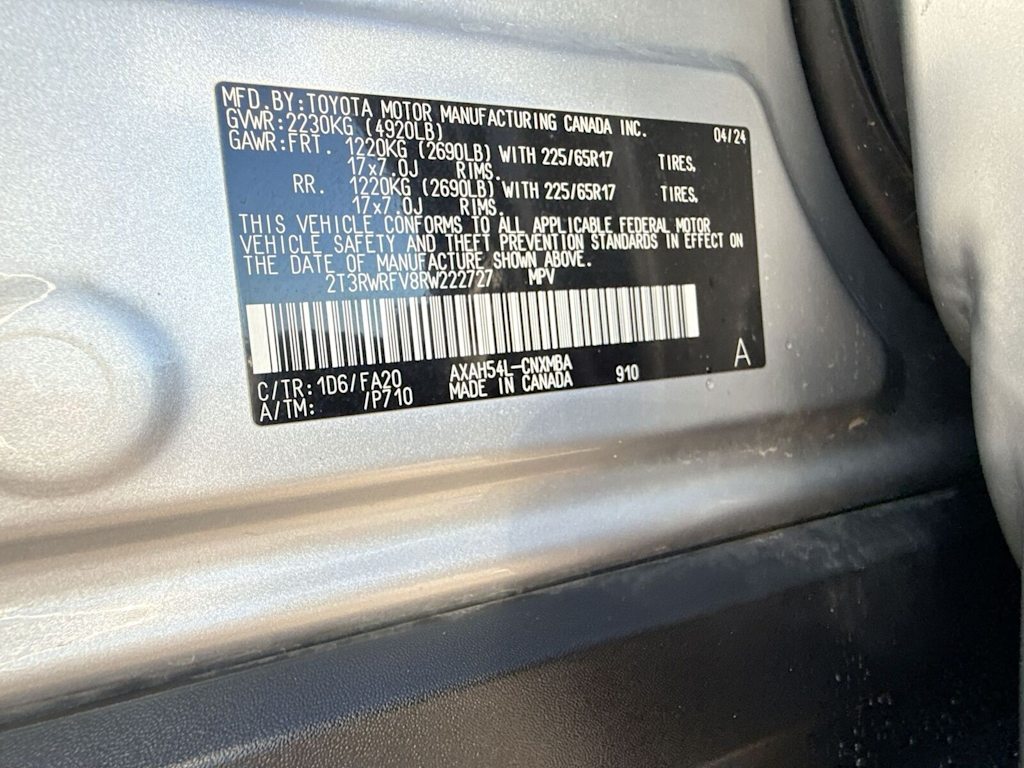 MFD.BY:TOYOTA MOTOR MANUFACTURING CANADA INC. 04/24
GVWR:2230KG (4920LB)
GAWR:FRT. 1220KG (2690LB) WITH 225/65R17 TIRES,
17x7.0J RIMS.
RR. 1220KG (2690LB) WITH 225/65R17 TIRES,
17x7.0J RIMS.
THIS VEHICLE CONFORMS TO ALL APPLICABLE FEDERAL MOTOR
VEHICLE SAFETY AND THEFT PREVENTION STANDARDS IN EFFECT ON
THE DATE OF MANUFACTURE SHOWN ABOVE.
2T3RWRFV8RW222727 MPV
C/TR:1D6/FA20 AXAH54L-CNXMBA 910 A
A/TM: /P710 MADE IN CANADA